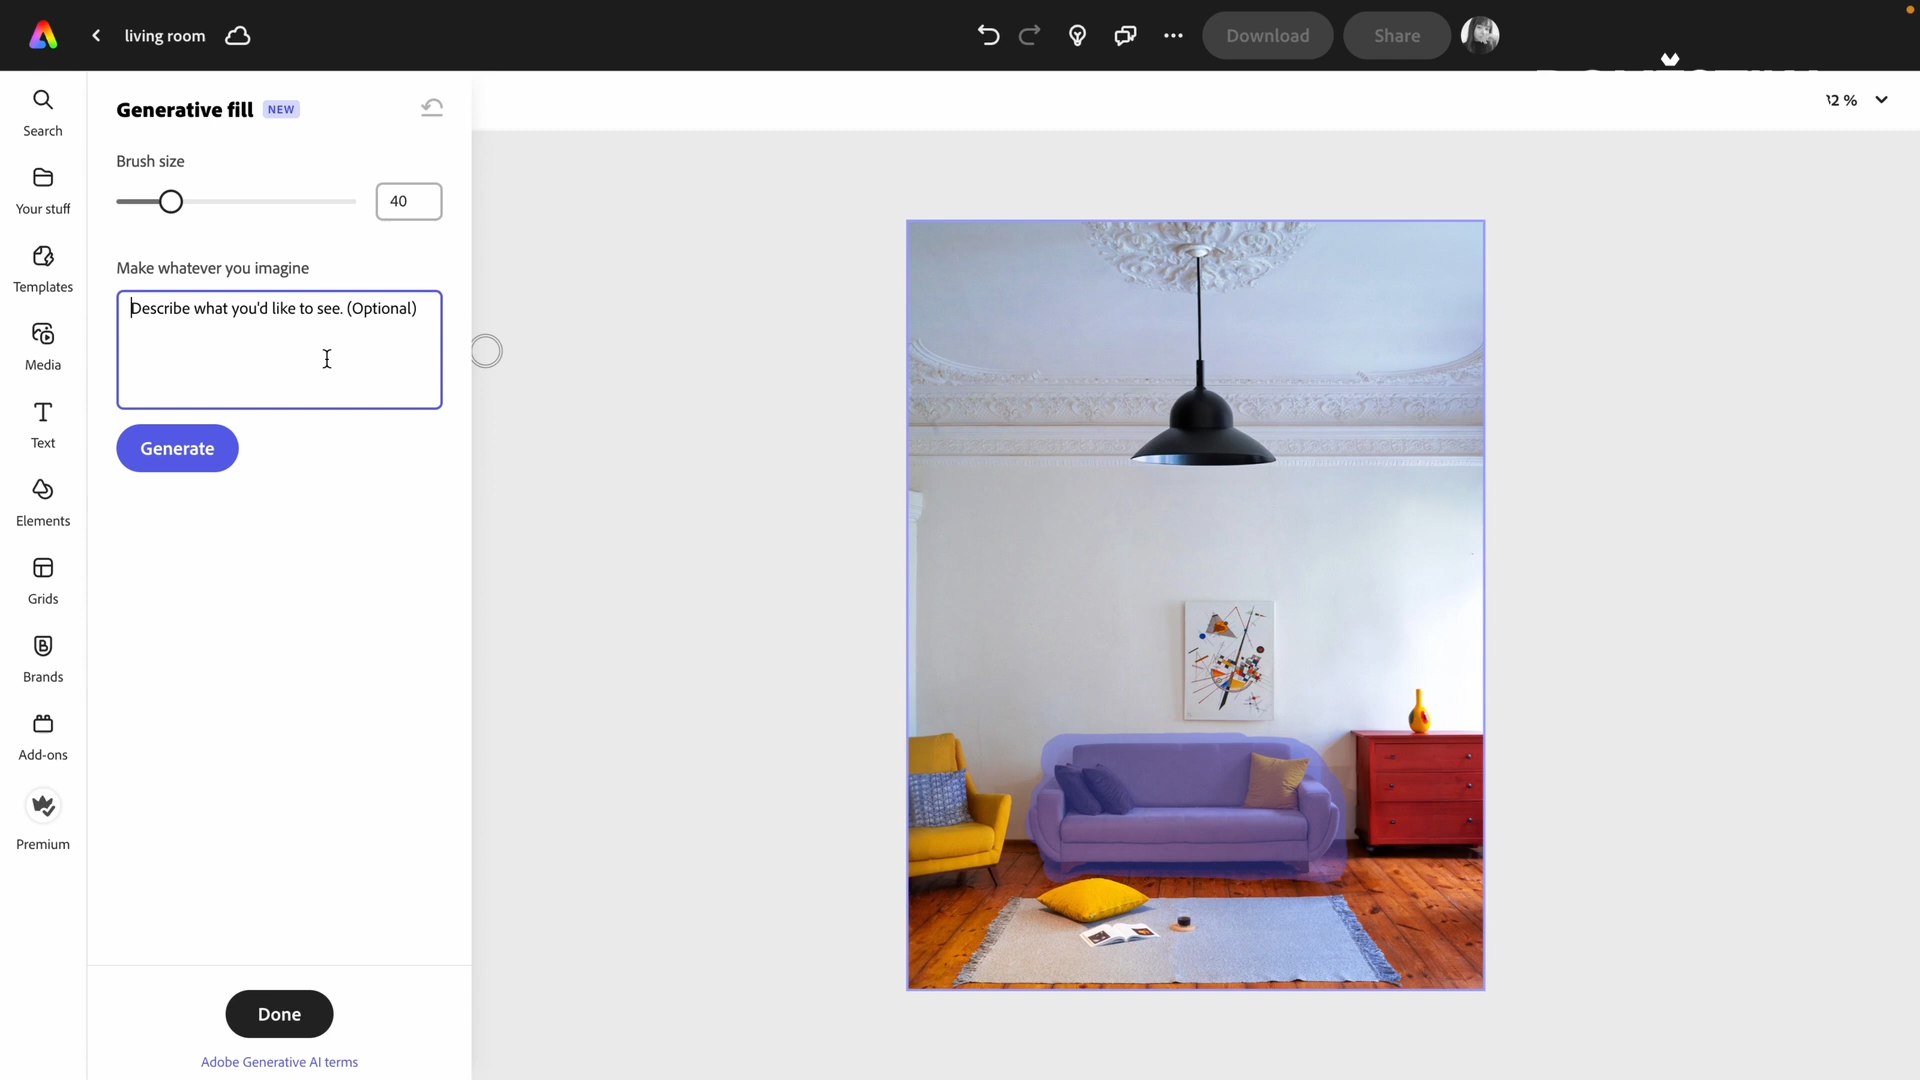 living room
Download
Share
2 %
Search
Your stuff
Templates
Media
Text
Elements
Grids
Brands
Add-ons
Premium
Generative fill NEW
Brush size
40
Make whatever you imagine
Describe what you'd like to see. (Optional)
Generate
Done
Adobe Generative AI terms